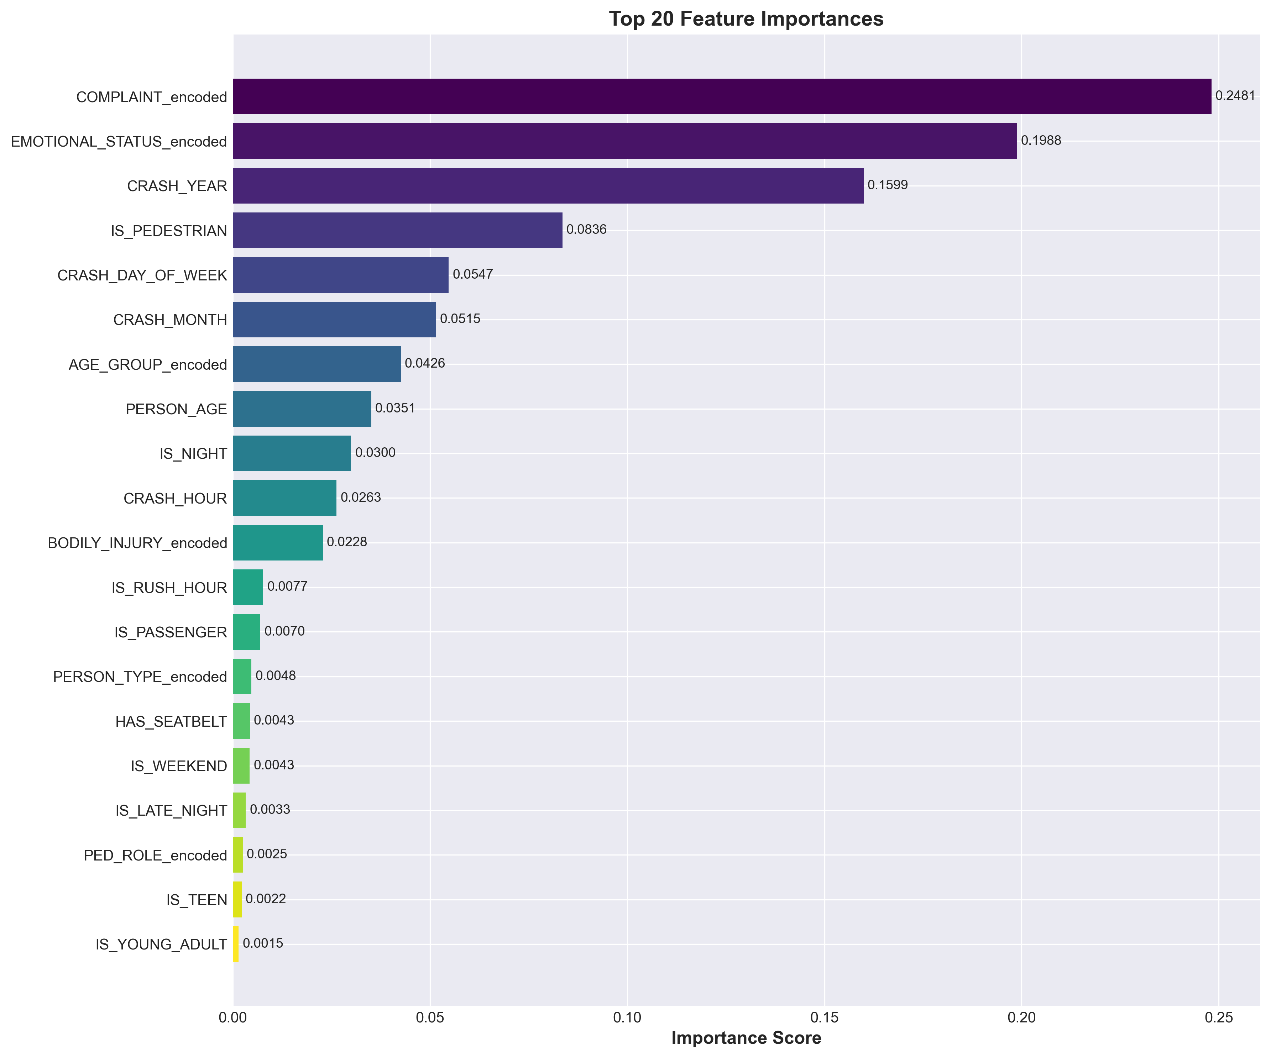 Top 20 Feature Importances
COMPLAINT_encoded 0.2481
EMOTIONAL_STATUS_encoded 0.1988
CRASH_YEAR 0.1599
IS_PEDESTRIAN 0.0836
CRASH_DAY_OF_WEEK 0.0547
CRASH_MONTH 0.0515
AGE_GROUP_encoded 0.0426
PERSON_AGE 0.0351
IS_NIGHT 0.0300
CRASH_HOUR 0.0263
BODILY_INJURY_encoded 0.0228
IS_RUSH_HOUR 0.0077
IS_PASSENGER 0.0070
PERSON_TYPE_encoded 0.0048
HAS_SEATBELT 0.0043
IS_WEEKEND 0.0043
IS_LATE_NIGHT 0.0033
PED_ROLE_encoded 0.0025
IS_TEEN 0.0022
IS_YOUNG_ADULT 0.0015
0.00 0.05 0.10 0.15 0.20 0.25
Importance Score